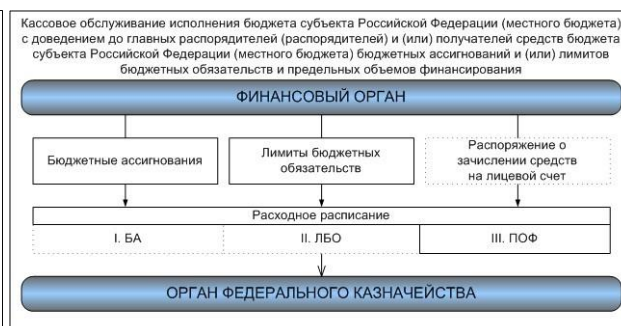 Кассовое обслуживание исполнения бюджета субъекта Российской Федерации (местного бюджета)
с доведением до главных распорядителей (распорядителей) и (или) получателей средств бюджета
субъекта Российской Федерации (местного бюджета) бюджетных ассигнований и (или) лимитов
бюджетных обязательств и предельных объемов финансирования
ФИНАНСОВЫЙ ОРГАН
Бюджетные ассигнования
Лимиты бюджетных
обязательств
Распоряжение о
зачислении средств
на лицевой счет
Расходное расписание
I. БА
II. ЛБО
III. ПОФ
ОРГАН ФЕДЕРАЛЬНОГО КАЗНАЧЕЙСТВА